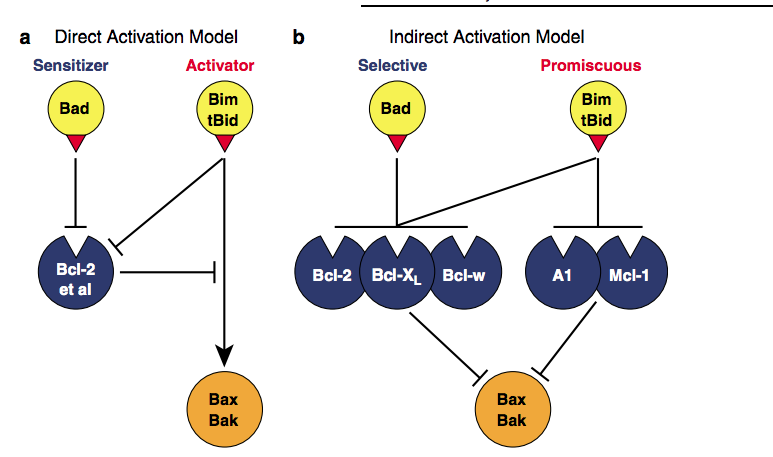 a Direct Activation Model
Sensitizer Activator
Bad
Bim
tBid
Bcl-2
et al
Bax
Bak
b Indirect Activation Model
Selective Promiscuous
Bad
Bim
tBid
Bcl-2 Bcl-XL Bcl-w A1 Mcl-1
Bax
Bak